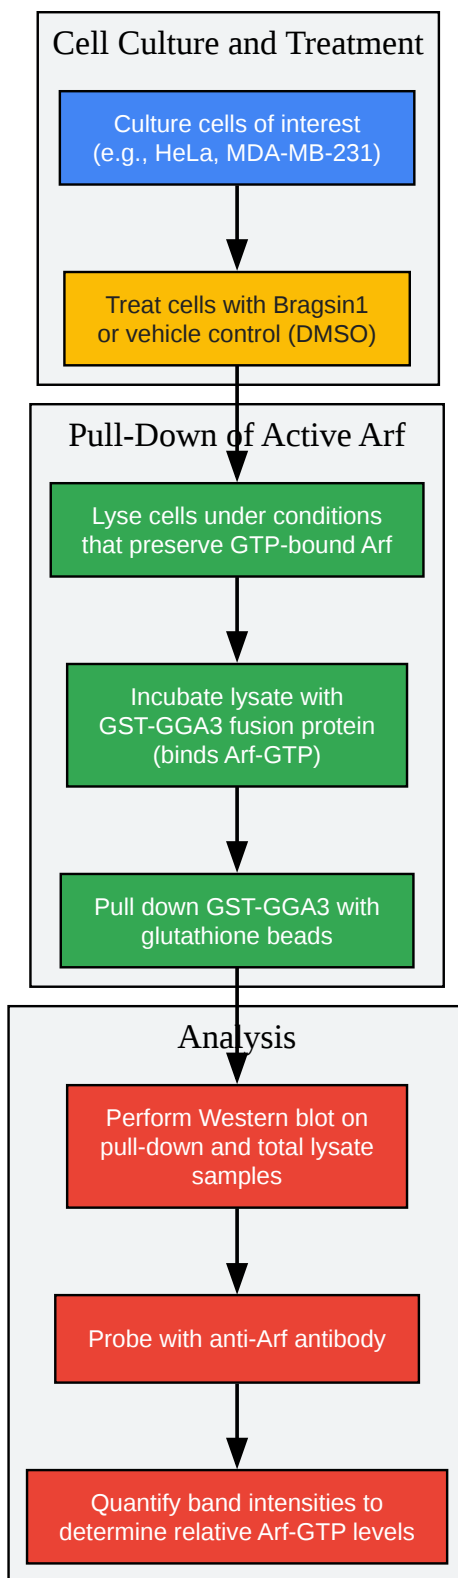 Cell Culture and Treatment
Culture cells of interest
(e.g., HeLa, MDA-MB-231)
Treat cells with Bragsin1
or vehicle control (DMSO)
Pull-Down of Active Arf
Lyse cells under conditions
that preserve GTP-bound Arf
Incubate lysate with
GST-GGA3 fusion protein
(binds Arf-GTP)
Pull down GST-GGA3 with
glutathione beads
Analysis
Perform Western blot on
pull-down and total lysate
samples
Probe with anti-Arf antibody
Quantify band intensities to
determine relative Arf-GTP levels